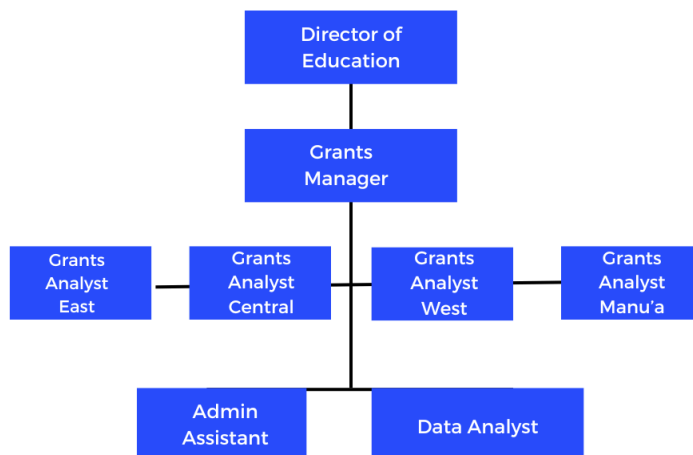 Director of
Education
Grants
Manager
Grants
Analyst
East
Grants
Analyst
Central
Grants
Analyst
West
Grants
Analyst
Manu’a
Admin
Assistant
Data Analyst